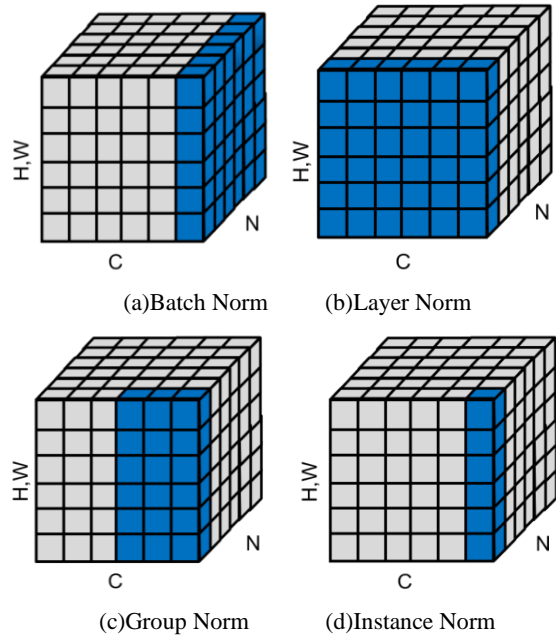 H,W
N
C
H,W
N
C
(a)Batch Norm
(b)Layer Norm
H,W
N
C
H,W
N
C
(c)Group Norm
(d)Instance Norm